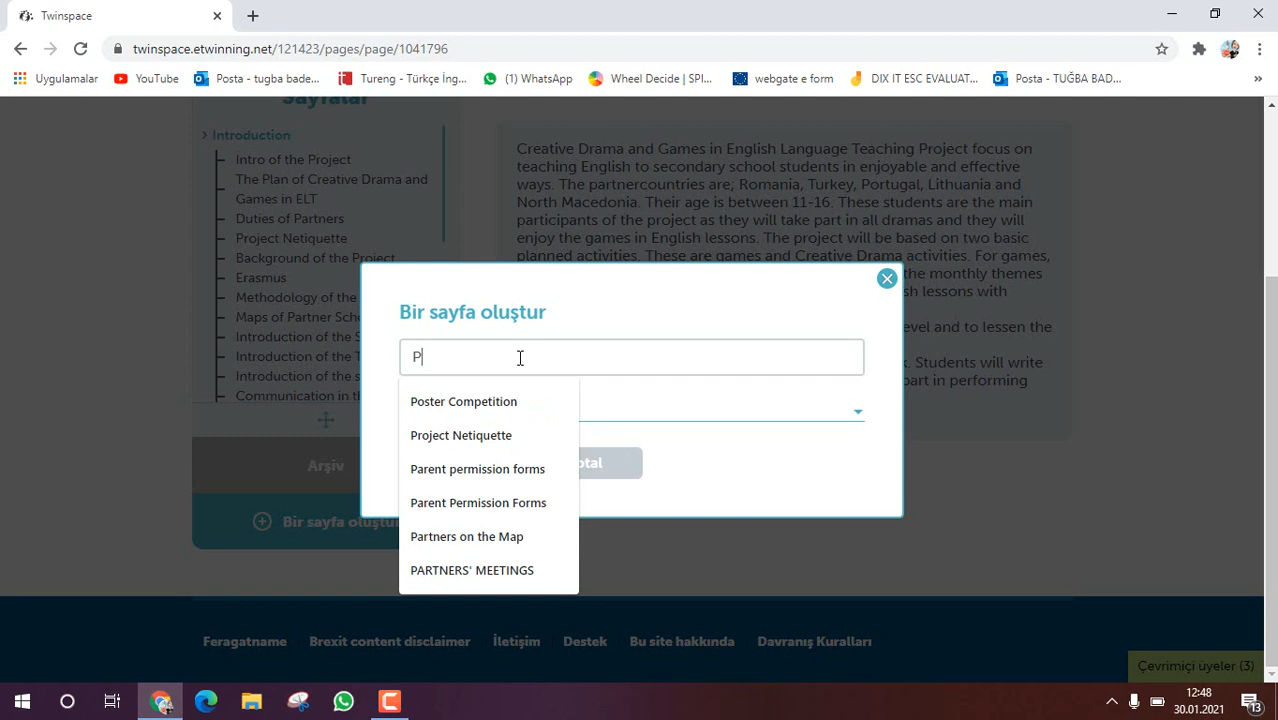 Twinspace
twinspace.etwinning.net/121423/pages/page/1041796
Uygulamalar
YouTube
Posta - tugba bade...
Tureng - Türkçe İng...
(1) WhatsApp
Wheel Decide | SPI...
webgate e form
DIX IT ESC EVALUAT...
Posta - TUĞBA BAD...
»
Sayfalar
Introduction
Intro of the Project
The Plan of Creative Drama and
Games in ELT
Duties of Partners
Project Netiquette
Background of the Project
Erasmus
Methodology of the
Maps of Partner Scho
Introduction of the S
Introduction of the T
Introduction of the s
Communication in th
Arşiv
Bir sayfa oluştur
Creative Drama and Games in English Language Teaching Project focus on
teaching English to secondary school students in enjoyable and effective
ways. The partnercountries are; Romania, Turkey, Portugal, Lithuania and
North Macedonia. Their age is between 11-16. These students are the main
participants of the project as they will take part in all dramas and they will
enjoy the games in English lessons. The project will be based on two basic
planned activities. These are games and Creative Drama activities. For games,
the monthly themes
sh lessons with
evel and to lessen the
k. Students will write
part in performing
Bir sayfa oluştur
P
Poster Competition
Project Netiquette
Parent permission forms
Parent Permission Forms
Partners on the Map
PARTNERS' MEETINGS
otal
Feragatname
Brexit content disclaimer
İletişim
Destek
Bu site hakkında
Davranış Kuralları
Çevrimiçi üyeler (3)
12:48
30.01.2021
13